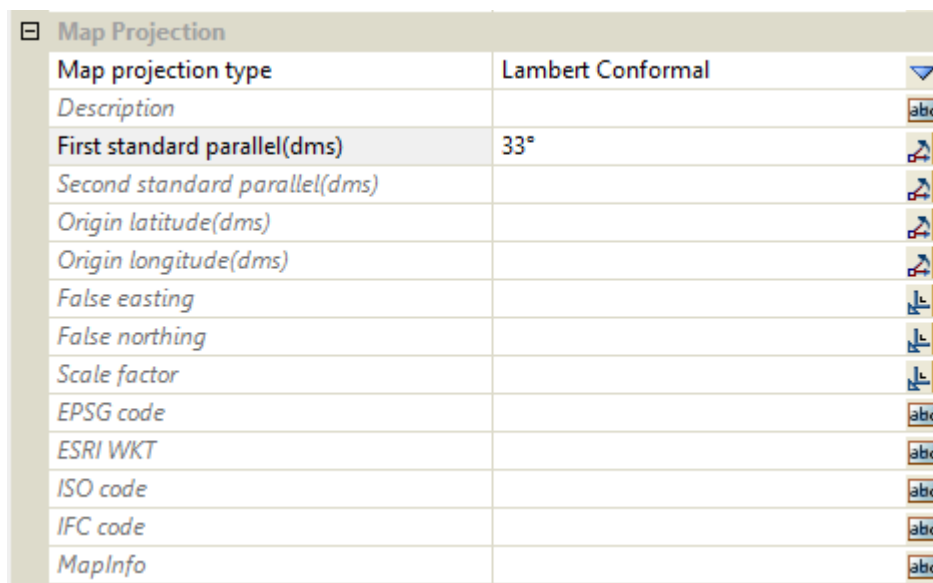 Map Projection
Map projection type Lambert Conformal
Description
First standard parallel(dms) 33°
Second standard parallel(dms)
Origin latitude(dms)
Origin longitude(dms)
False easting
False northing
Scale factor
EPSG code
ESRI WKT
ISO code
IFC code
MapInfo